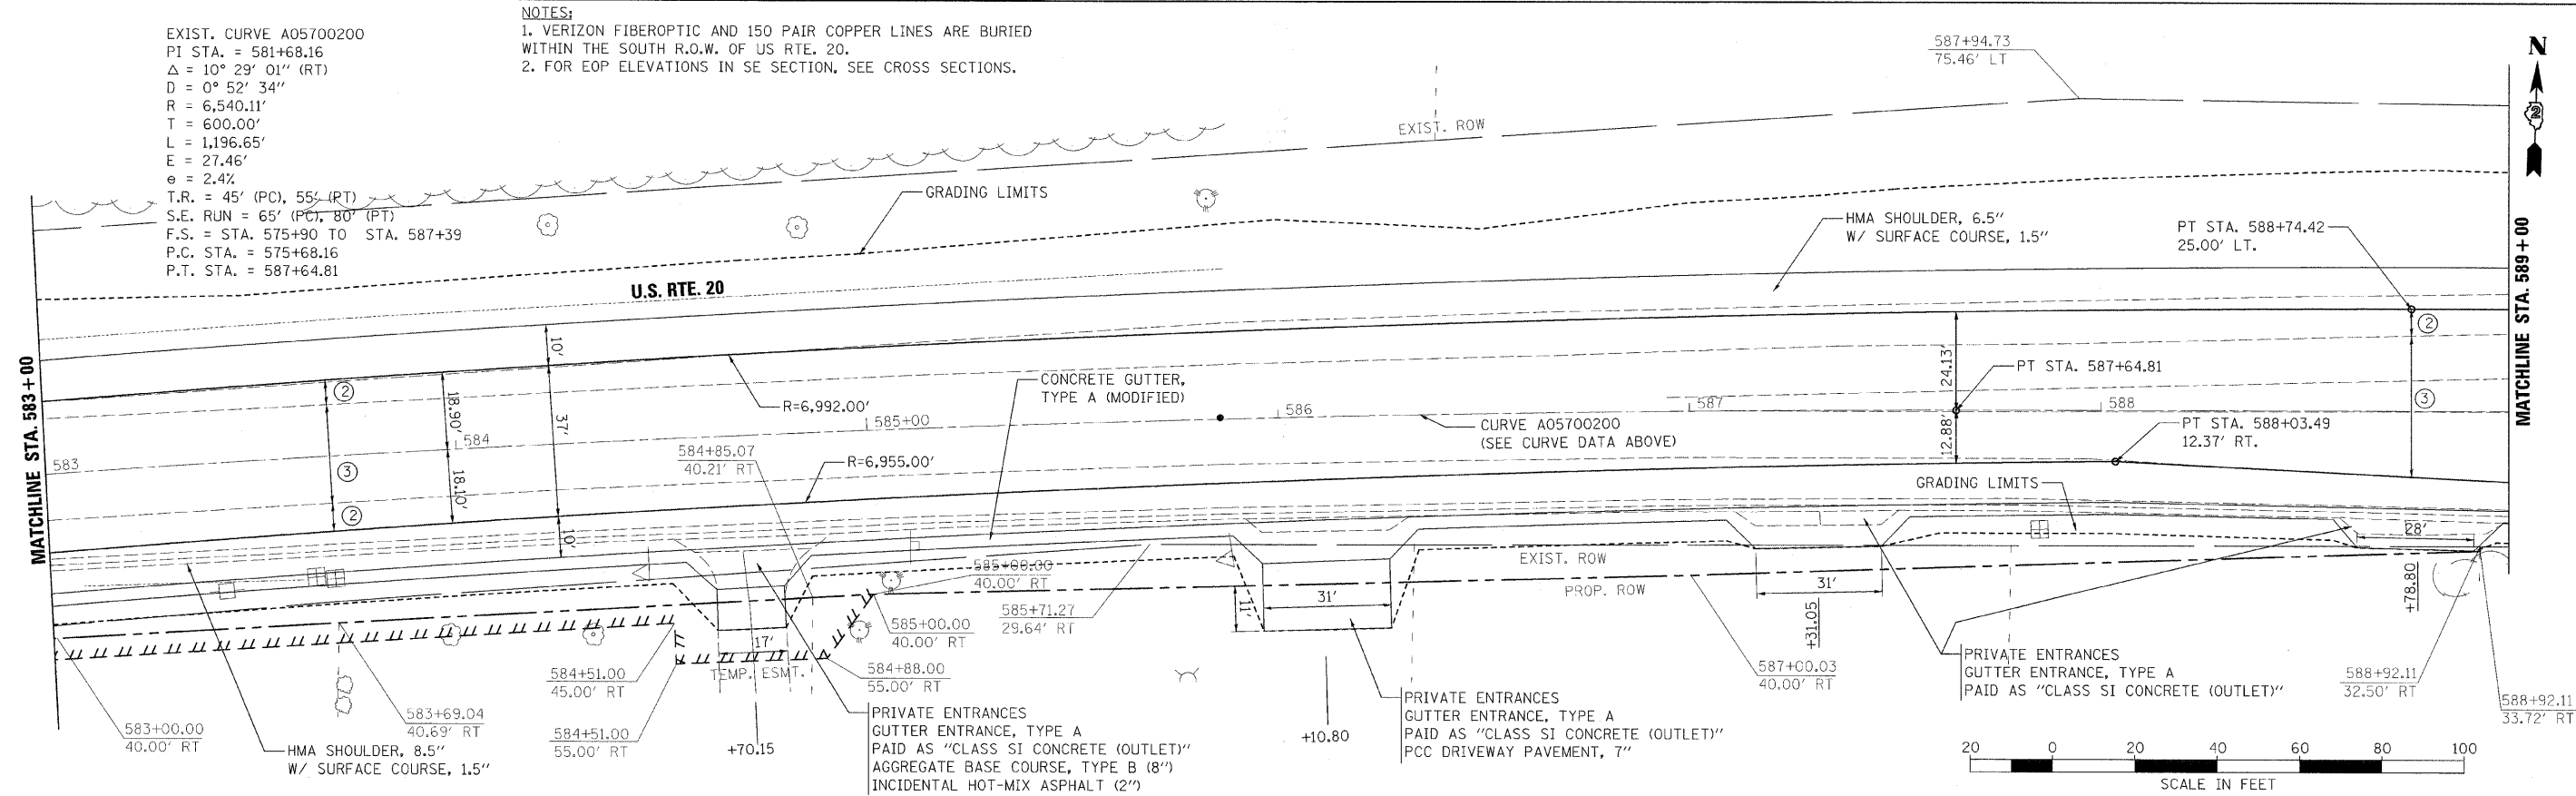 EXIST. CURVE A05700200
PI STA. = 581+68.16
Δ = 10° 29' 01" (RT)
D = 0° 52' 34"
R = 6,540.11'
T = 600.00'
L = 1,196.65'
E = 27.46'
e = 2.4%
T.R. = 45' (PC), 55' (PT)
S.E. RUN = 65' (PC), 80' (PT)
F.S. = STA. 575+90 TO STA. 587+39
P.C. STA. = 575+68.16
P.T. STA. = 587+64.81
NOTES:
1. VERIZON FIBEROPTIC AND 150 PAIR COPPER LINES ARE BURIED
WITHIN THE SOUTH R.O.W. OF US RTE. 20.
2. FOR EOP ELEVATIONS IN SE SECTION, SEE CROSS SECTIONS.
587+94.73
75.46' LT
N
2
EXIST. ROW
GRADING LIMITS
HMA SHOULDER, 6.5"
W/ SURFACE COURSE, 1.5"
PT STA. 588+74.42
25.00' LT.
U.S. RTE. 20
MATCHLINE STA. 583+00
MATCHLINE STA. 589+00
10'
37'
10'
18.90'
18.10'
2
3
2
2
3
R=6,992.00'
CONCRETE GUTTER,
TYPE A (MODIFIED)
24.13'
12.88'
PT STA. 587+64.81
583
584
585+00
586
587
588
CURVE A05700200
(SEE CURVE DATA ABOVE)
PT STA. 588+03.49
12.37' RT.
584+85.07
40.21' RT
R=6,955.00'
GRADING LIMITS
28'
EXIST. ROW
PROP. ROW
585+00.00
40.00' RT
585+71.27
29.64' RT
585+00.00
40.00' RT
11'
31'
31'
+31.05
+78.80
17'
TEMP. ESMT.
584+51.00
45.00' RT
584+88.00
55.00' RT
587+00.03
40.00' RT
PRIVATE ENTRANCES
GUTTER ENTRANCE, TYPE A
PAID AS "CLASS SI CONCRETE (OUTLET)"
588+92.11
32.50' RT
588+92.11
33.72' RT
583+00.00
40.00' RT
583+69.04
40.69' RT
584+51.00
55.00' RT
HMA SHOULDER, 8.5"
W/ SURFACE COURSE, 1.5"
+70.15
PRIVATE ENTRANCES
GUTTER ENTRANCE, TYPE A
PAID AS "CLASS SI CONCRETE (OUTLET)"
AGGREGATE BASE COURSE, TYPE B (8")
INCIDENTAL HOT-MIX ASPHALT (2")
+10.80
PRIVATE ENTRANCES
GUTTER ENTRANCE, TYPE A
PAID AS "CLASS SI CONCRETE (OUTLET)"
PCC DRIVEWAY PAVEMENT, 7"
20 0 20 40 60 80 100
SCALE IN FEET